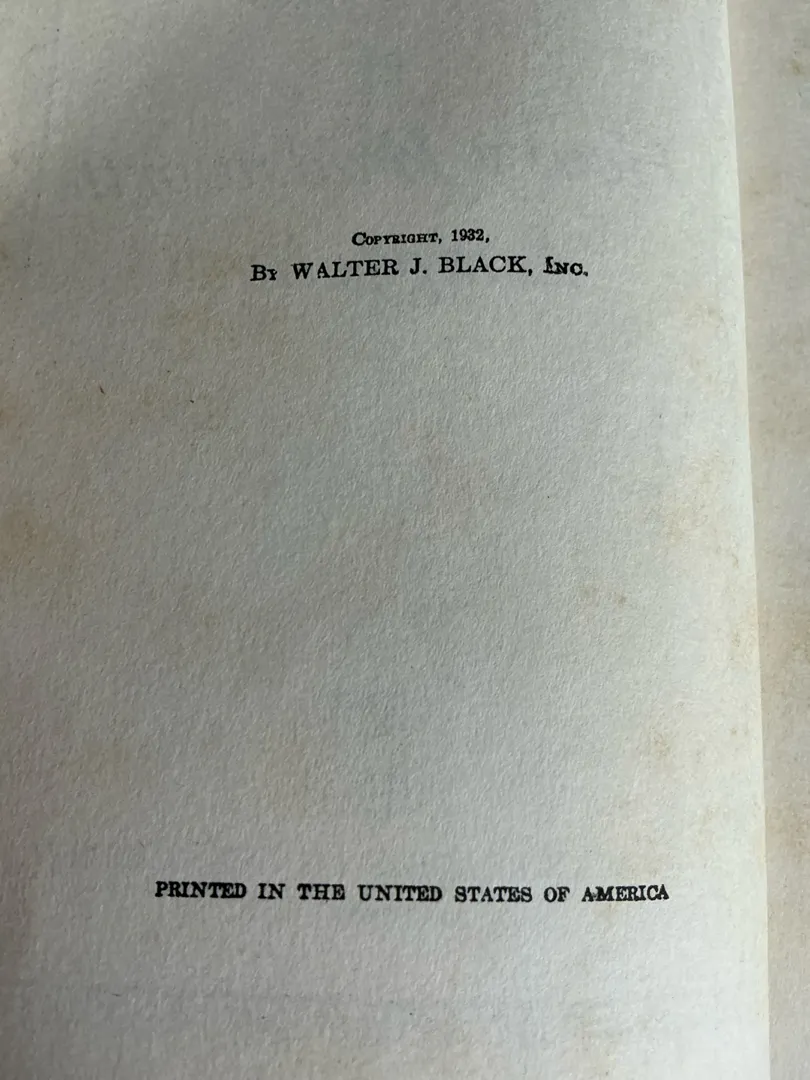 COPYRIGHT, 1932,
BY WALTER J. BLACK, INC.
PRINTED IN THE UNITED STATES OF AMERICA